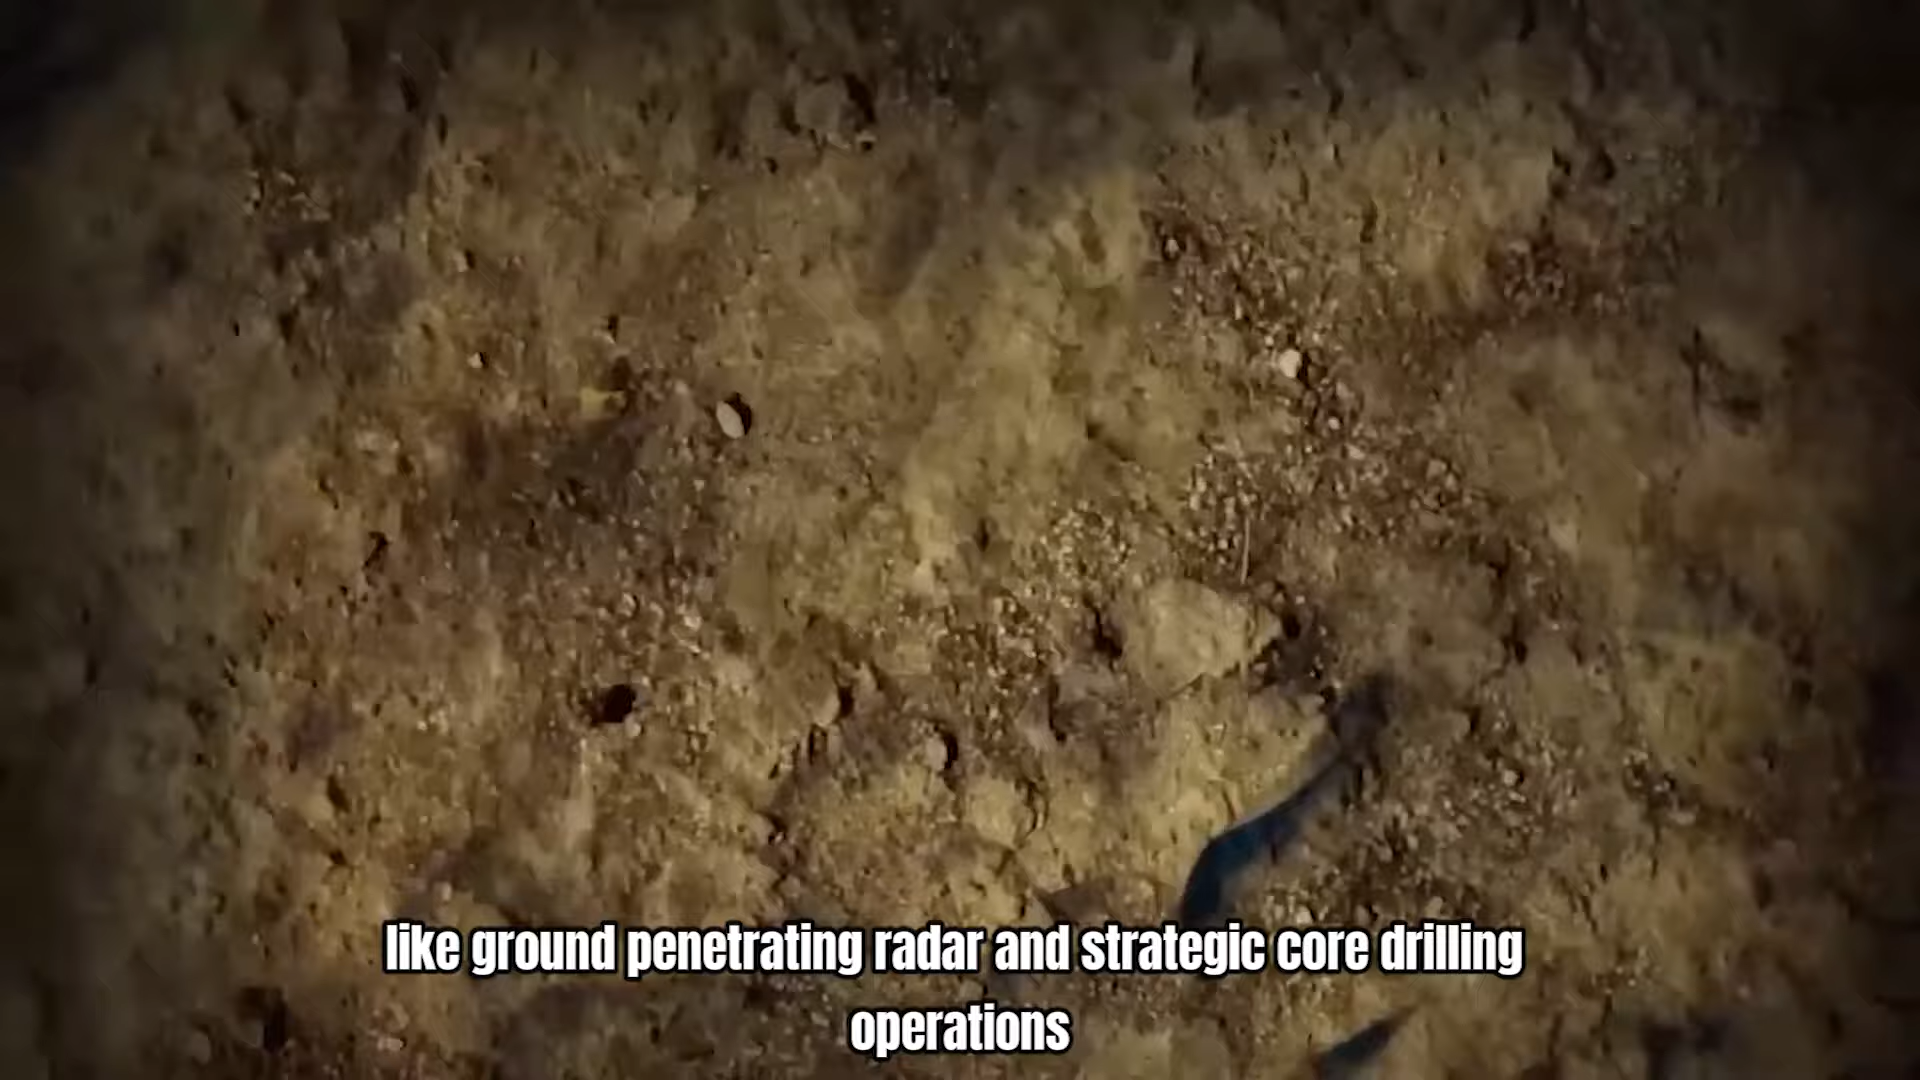 like ground penetrating radar and strategic core drilling
operations